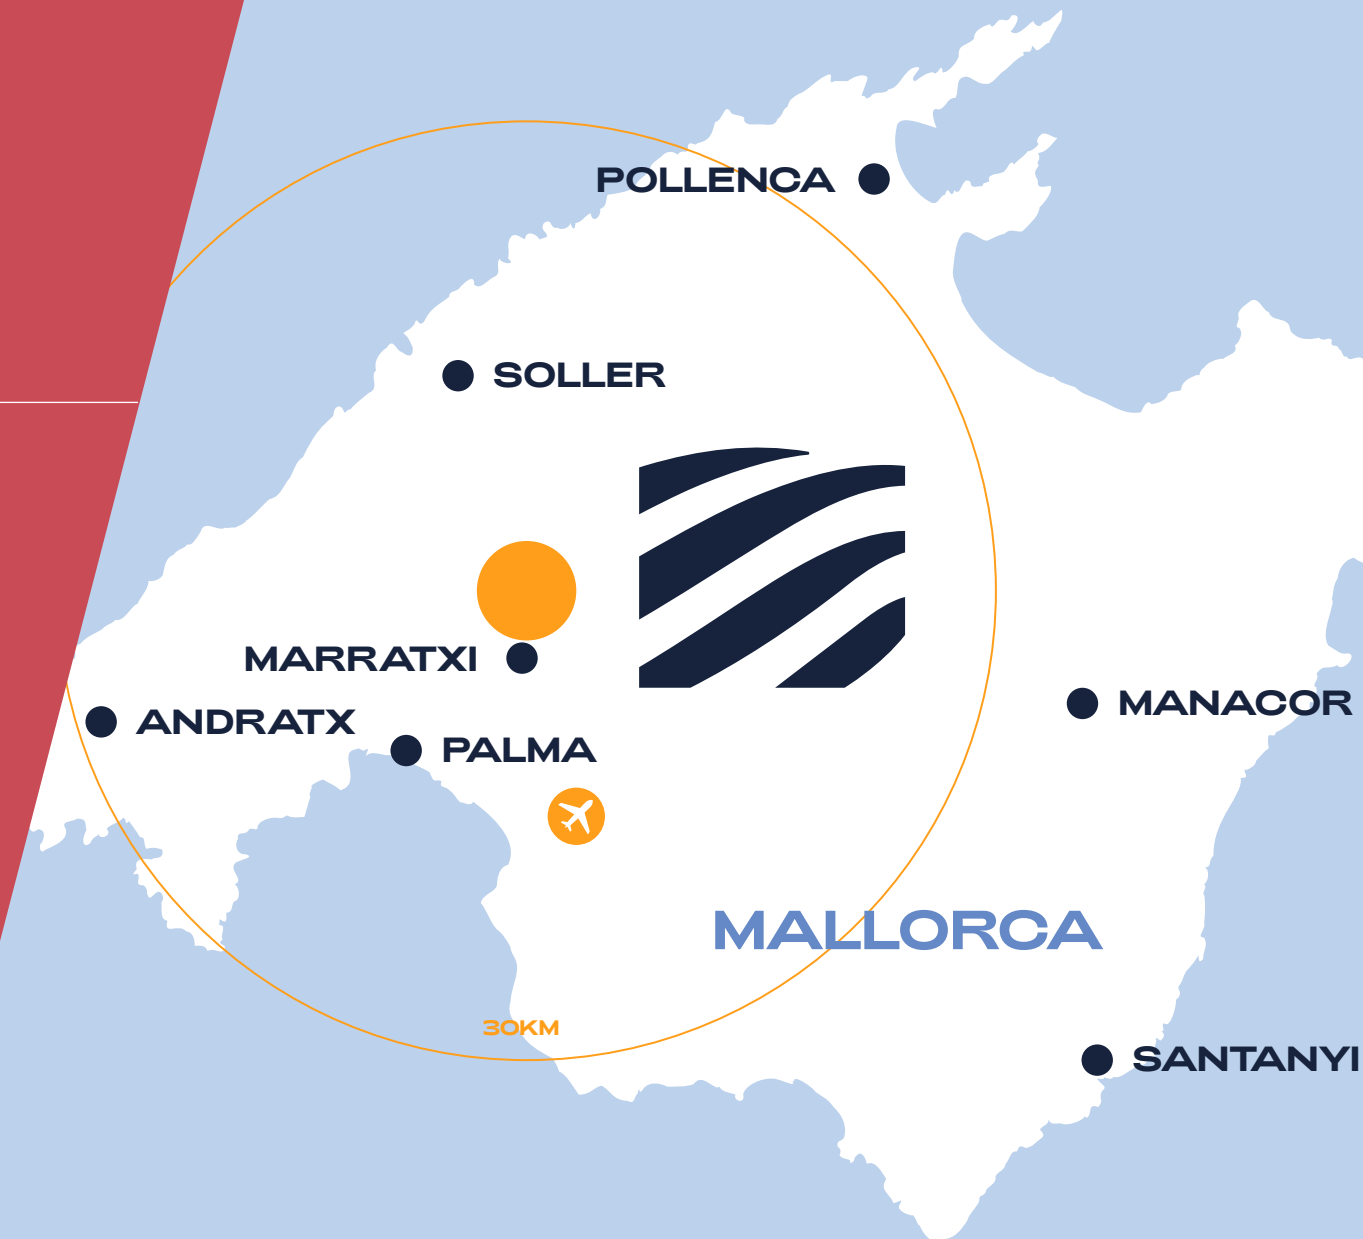 POLLENCA
SOLLER
MARRATXI
ANDRATX
MANACOR
PALMA
MALLORCA
30KM
SANTANYI